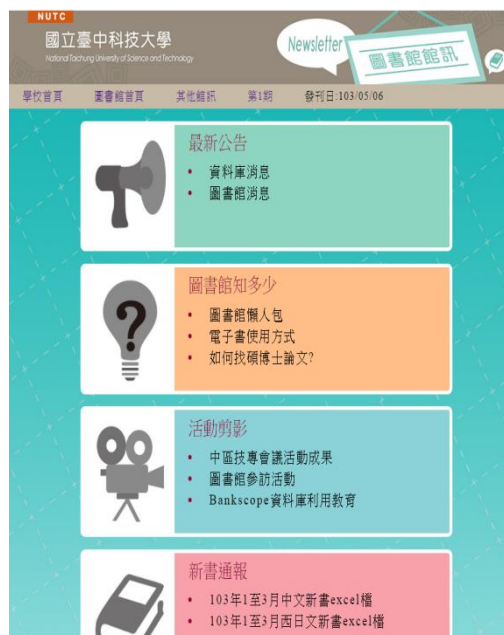 NUTC
國立臺中科技大學
National Taichung University of Science and Technology
Newsletter
圖書館館訊
學校首頁 圖書館首頁 其他館訊 第1期 發刊日:103/05/06
最新公告
• 資料庫消息
• 圖書館消息
圖書館知多少
• 圖書館懶人包
• 電子書使用方式
• 如何找碩博士論文?
?
活動剪影
• 中區技專會議活動成果
• 圖書館參訪活動
• Bankscope資料庫利用教育
新書通報
• 103年1至3月中文新書excel檔
• 103年1至3月西日文新書excel檔